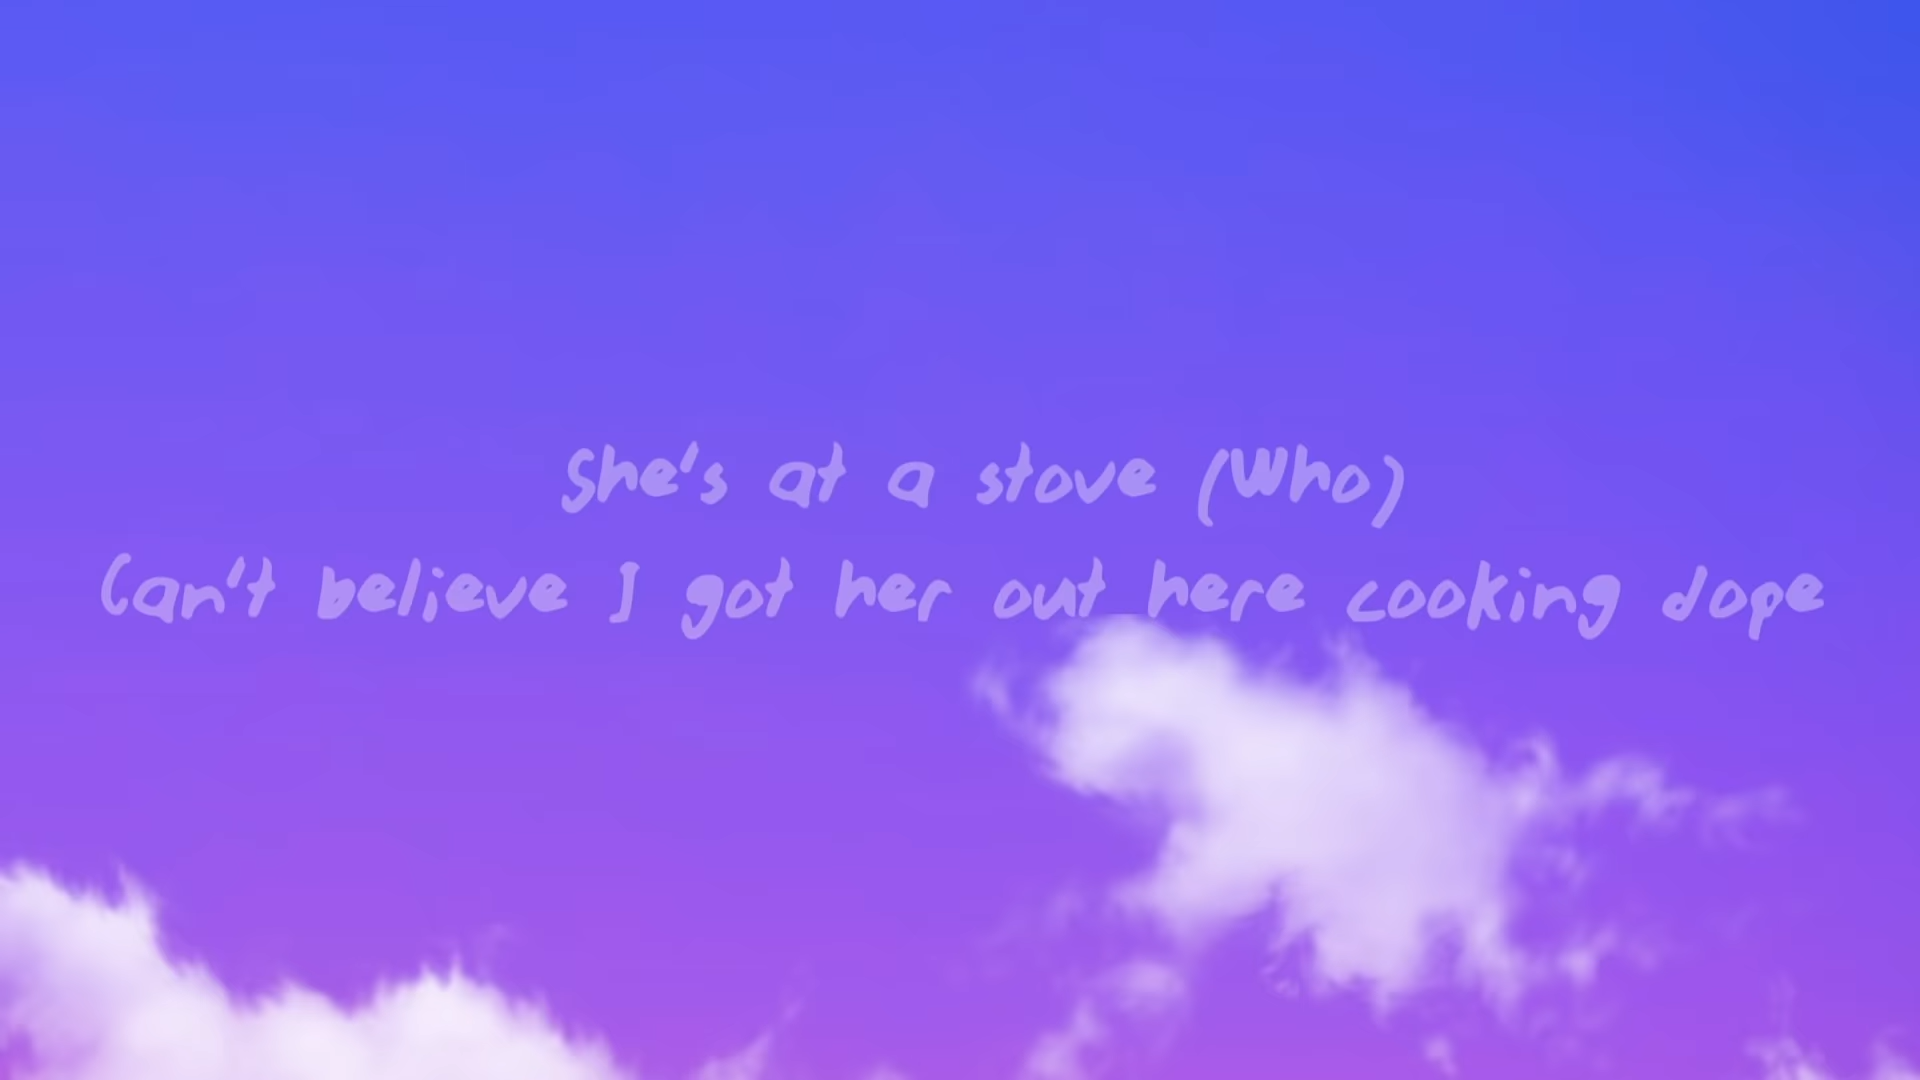 She's at a stove (Who)
Can't believe I got her out here cooking dope